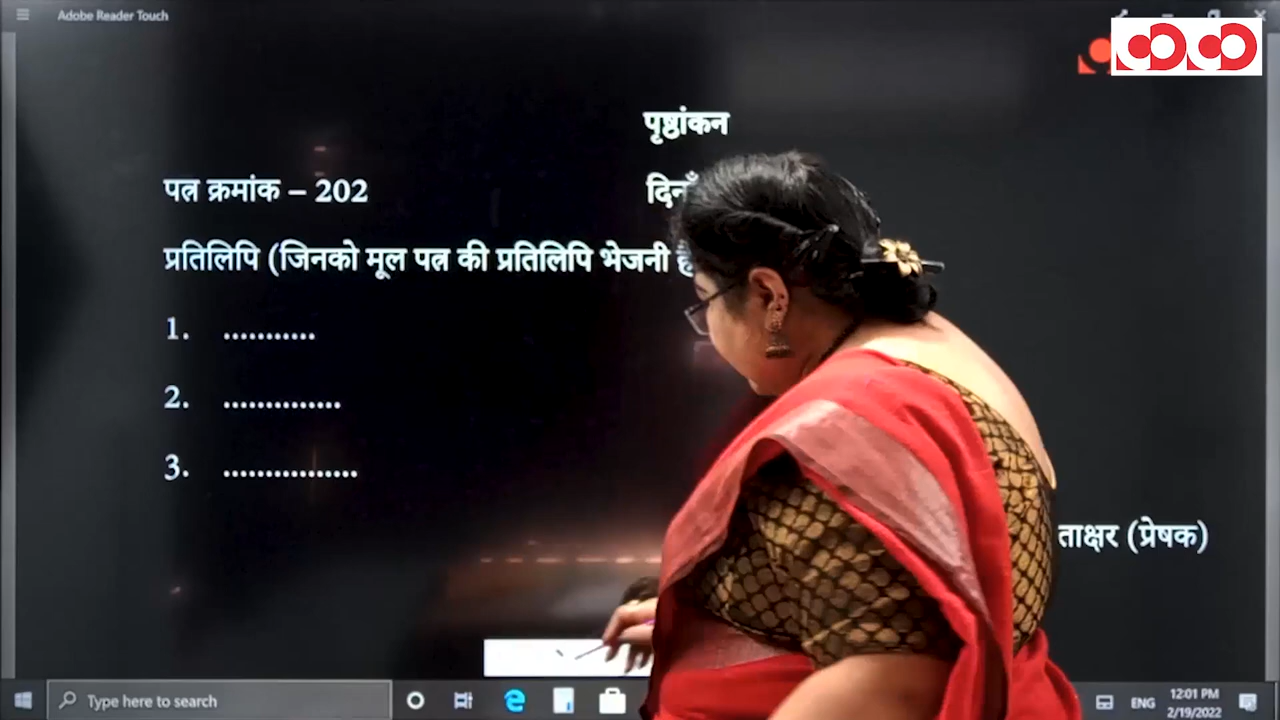 Adobe Reader Touch
पृष्ठांकन
पत्र क्रमांक – 202
प्रतिलिपि (जिनको मूल पत्र की प्रतिलिपि भेजनी है
1. ...........
2. ..............
3. ................
ताक्षर (प्रेषक)
Type here to search
ENG
12:01 PM
2/19/2022